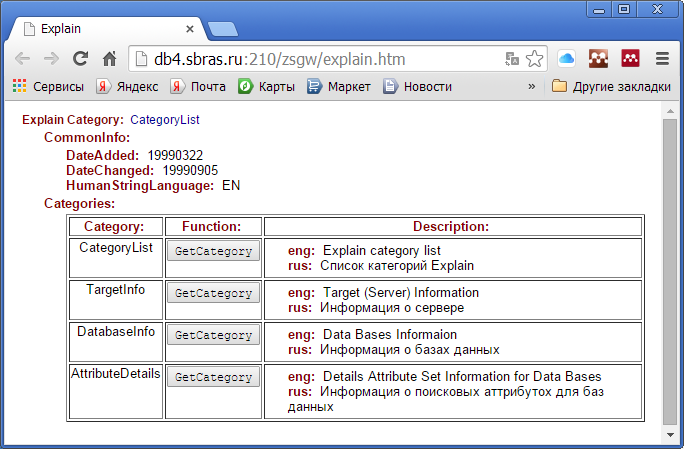 Explain
db4.sbras.ru:210/zsgw/explain.htm
Сервисы Яндекс Почта Карты Маркет Новости » Другие закладки
Explain Category: CategoryList
CommonInfo:
DateAdded: 19990322
DateChanged: 19990905
HumanStringLanguage: EN
Categories:
Category: Function: Description:
CategoryList GetCategory eng: Explain category list
rus: Список категорий Explain
TargetInfo GetCategory eng: Target (Server) Information
rus: Информация о сервере
DatabaseInfo GetCategory eng: Data Bases Informaion
rus: Информация о базах данных
AttributeDetails GetCategory eng: Details Attribute Set Information for Data Bases
rus: Информация о поисковых аттрибутох для баз
данных